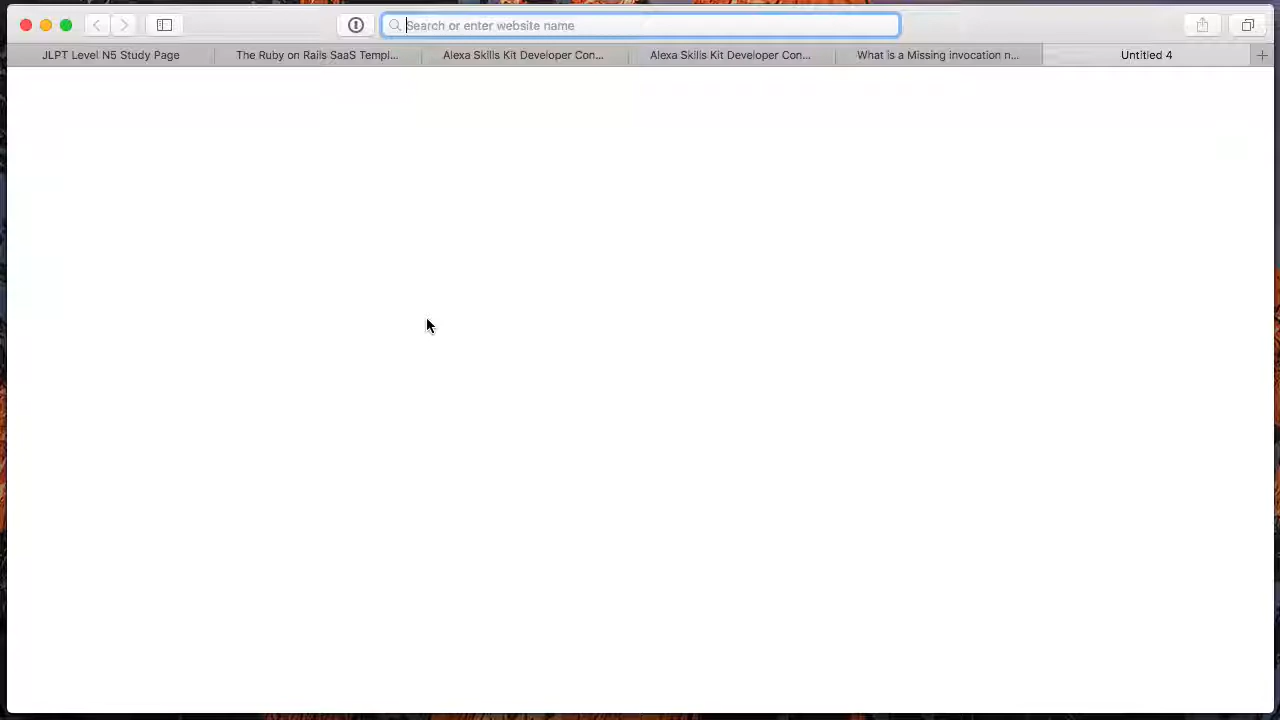 Search or enter website name
JLPT Level N5 Study Page
The Ruby on Rails SaaS Templ...
Alexa Skills Kit Developer Con...
Alexa Skills Kit Developer Con...
What is a Missing invocation n...
Untitled 4